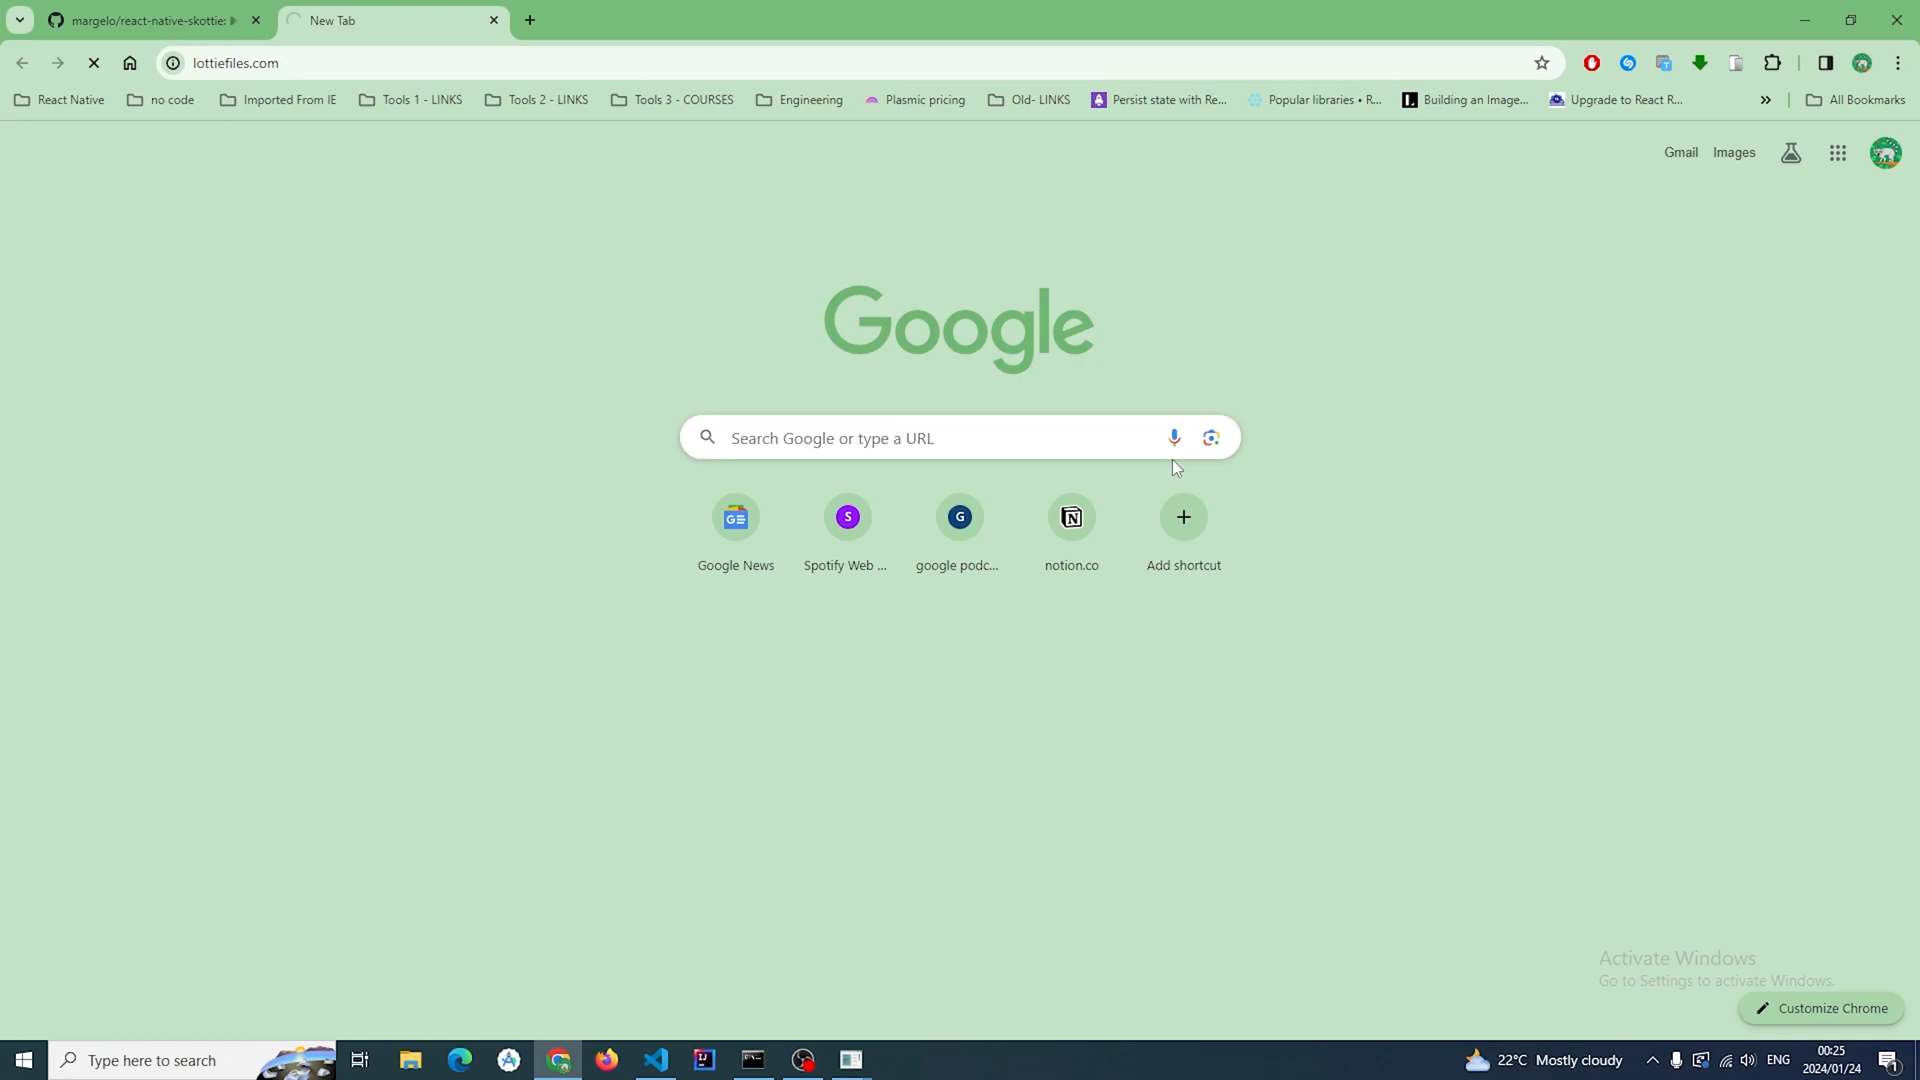 margelo/react-native-skottie:
New Tab
lottiefiles.com
React Native
no code
Imported From IE
Tools 1 - LINKS
Tools 2 - LINKS
Tools 3 - COURSES
Engineering
Plasmic pricing
Old- LINKS
Persist state with Re...
Popular libraries • R...
Building an Image...
Upgrade to React R...
All Bookmarks
Gmail
Images
Google
Search Google or type a URL
Google News
Spotify Web ...
google podc...
notion.co
Add shortcut
Activate Windows
Go to Settings to activate Windows.
Customize Chrome
Type here to search
22°C Mostly cloudy
ENG
00:25
2024/01/24